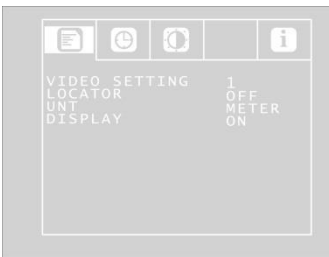 VIDEO SETTING 1
LOCATOR OFF
UNT METER
DISPLAY ON
i